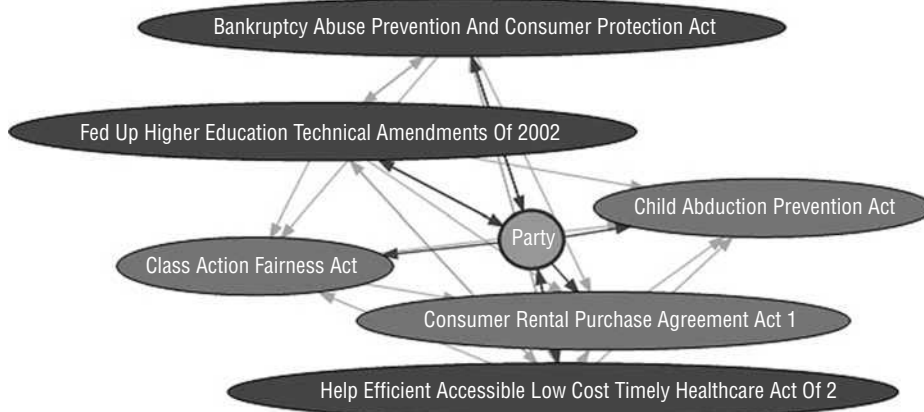 Bankruptcy Abuse Prevention And Consumer Protection Act
Fed Up Higher Education Technical Amendments Of 2002
Child Abduction Prevention Act
Party
Class Action Fairness Act
Consumer Rental Purchase Agreement Act 1
Help Efficient Accessible Low Cost Timely Healthcare Act Of 2